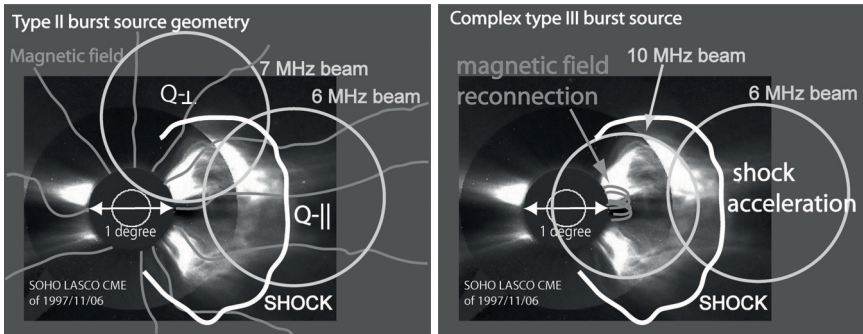 Type II burst source geometry
Magnetic field
7 MHz beam
Q-⊥
6 MHz beam
Q-||
1 degree
SOHO LASCO CME
of 1997/11/06
SHOCK
Complex type III burst source
10 MHz beam
magnetic field
reconnection
6 MHz beam
shock
acceleration
1 degree
SOHO LASCO CME
of 1997/11/06
SHOCK